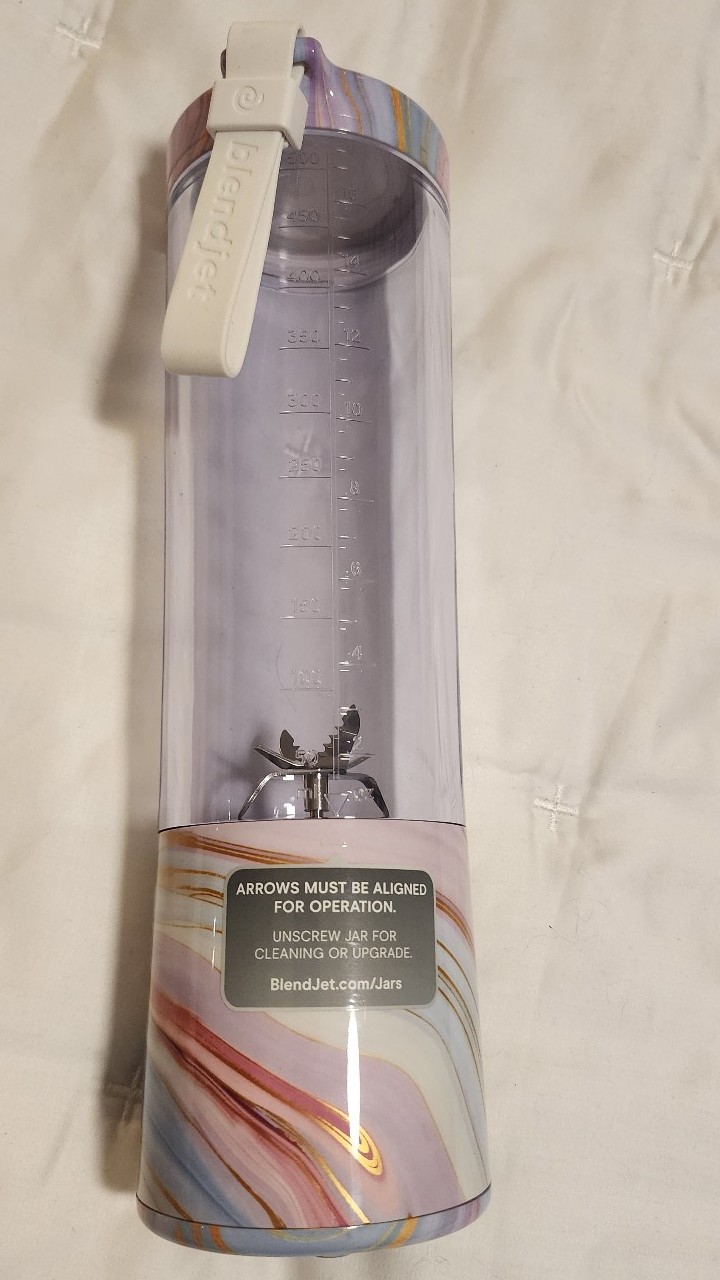 blendjet
500
16
450
14
400
350
12
300
10
250
8
200
6
150
4
100
ARROWS MUST BE ALIGNED
FOR OPERATION.
UNSCREW JAR FOR
CLEANING OR UPGRADE.
BlendJet.com/Jars